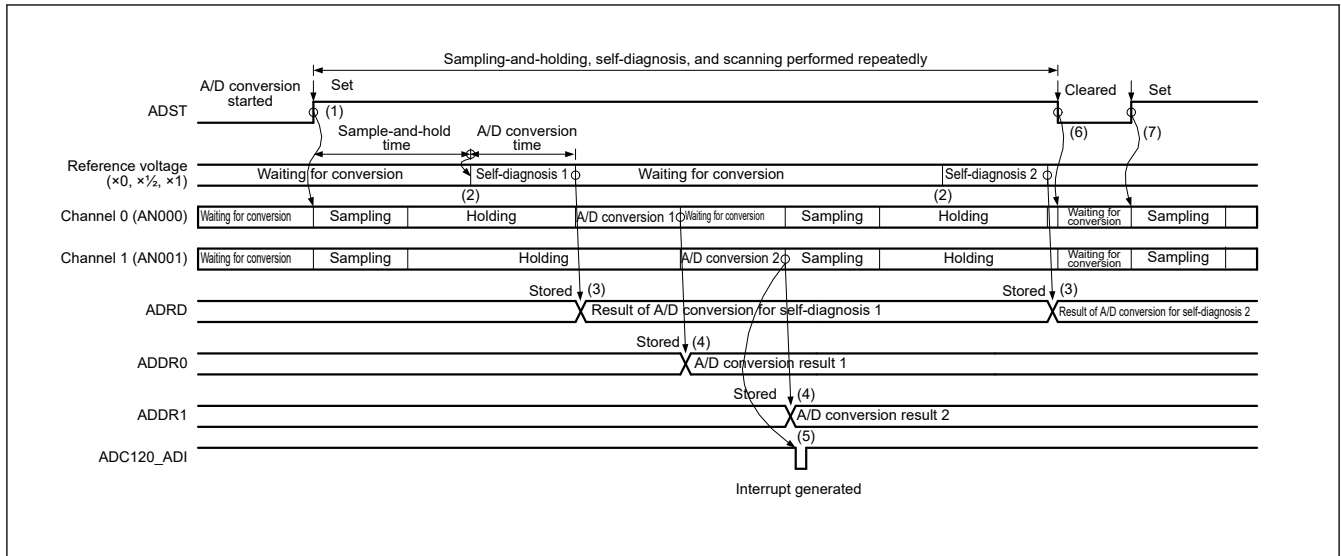 Sampling-and-holding, self-diagnosis, and scanning performed repeatedly
A/D conversion
started
Set
Cleared
Set
ADST
(1)
(6)
(7)
Sample-and-hold
time
A/D conversion
time
Reference voltage
(×0, ×½, ×1)
Waiting for conversion
Self-diagnosis 1
Waiting for conversion
Self-diagnosis 2
(2)
(2)
Channel 0 (AN000)
Waiting for conversion
Sampling
Holding
A/D conversion 1
Waiting for conversion
Sampling
Holding
Waiting for
conversion
Sampling
Channel 1 (AN001)
Waiting for conversion
Sampling
Holding
A/D conversion 2
Sampling
Holding
Waiting for
conversion
Sampling
Stored
(3)
Stored
(3)
ADRD
Result of A/D conversion for self-diagnosis 1
Result of A/D conversion for self-diagnosis 2
Stored
(4)
ADDR0
A/D conversion result 1
Stored
(4)
ADDR1
A/D conversion result 2
(5)
ADC120_ADI
Interrupt generated